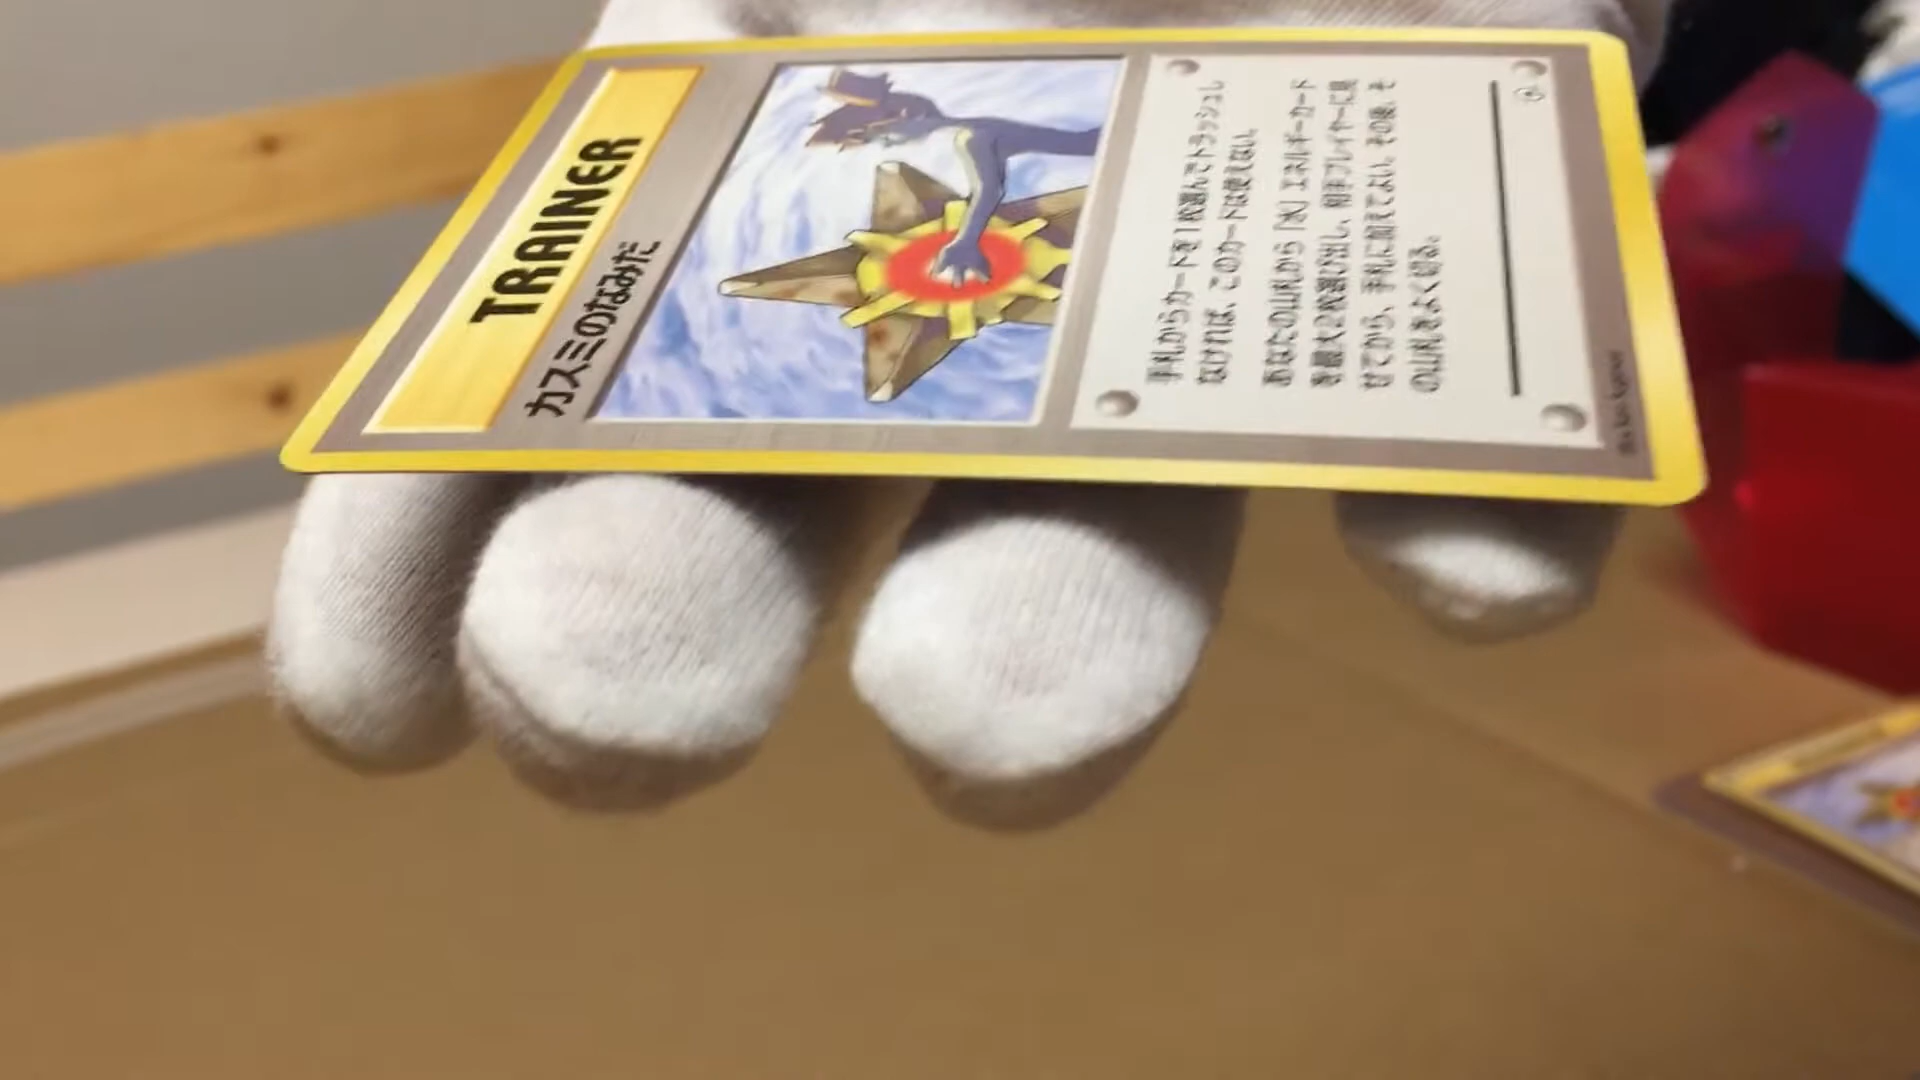 TRAINER
カスミのなみだ
手札からカードを1枚選んでトラッシュし
なければ、このカードは使えない。
あなたの山札から「水」エネルギーカード
を最大2枚選び出し、相手プレイヤーに見
せてから、手札に加えてよい。その後、そ
の山札をよく切る。